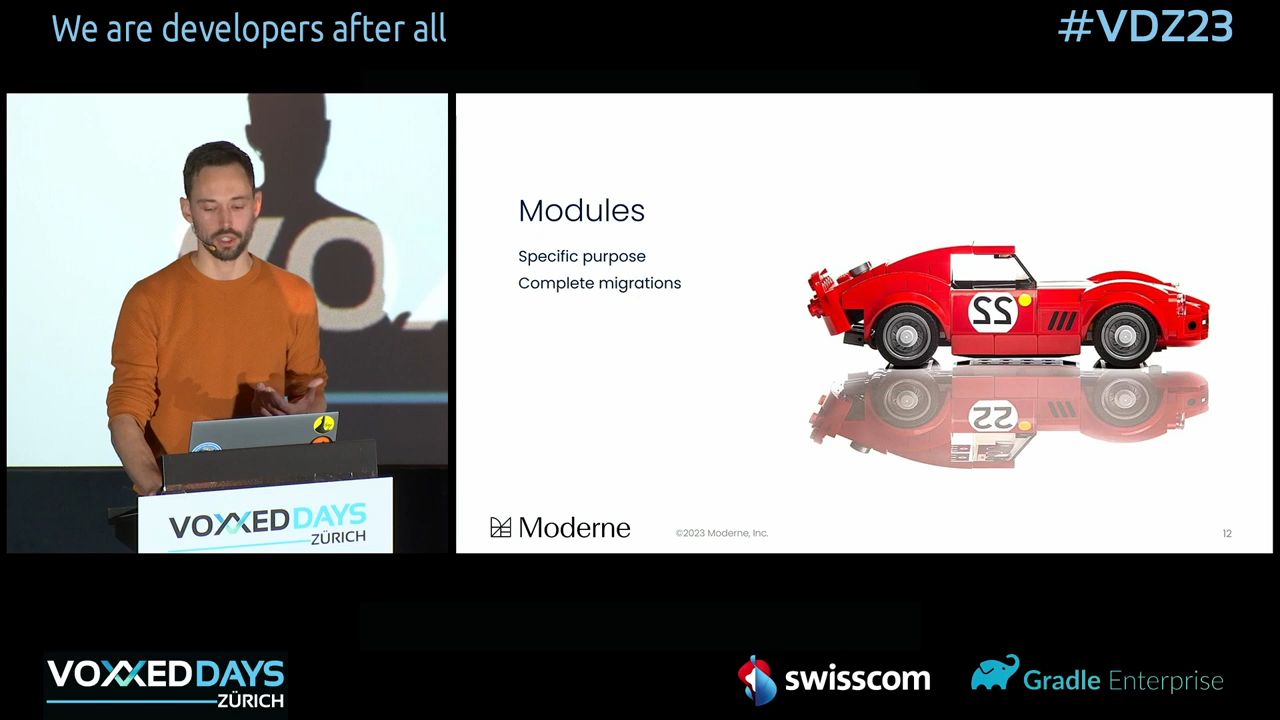 We are developers after all
#VDZ23
Modules
Specific purpose
Complete migrations
22
Moderne
©2023 Moderne, Inc.
12
VOXXED DAYS
ZÜRICH
VOXXED DAYS
ZÜRICH
swisscom
Gradle Enterprise